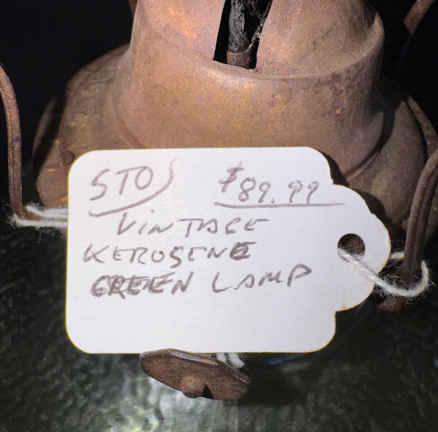 STO $89.99
VINTAGE
KEROSENE
GREEN LAMP